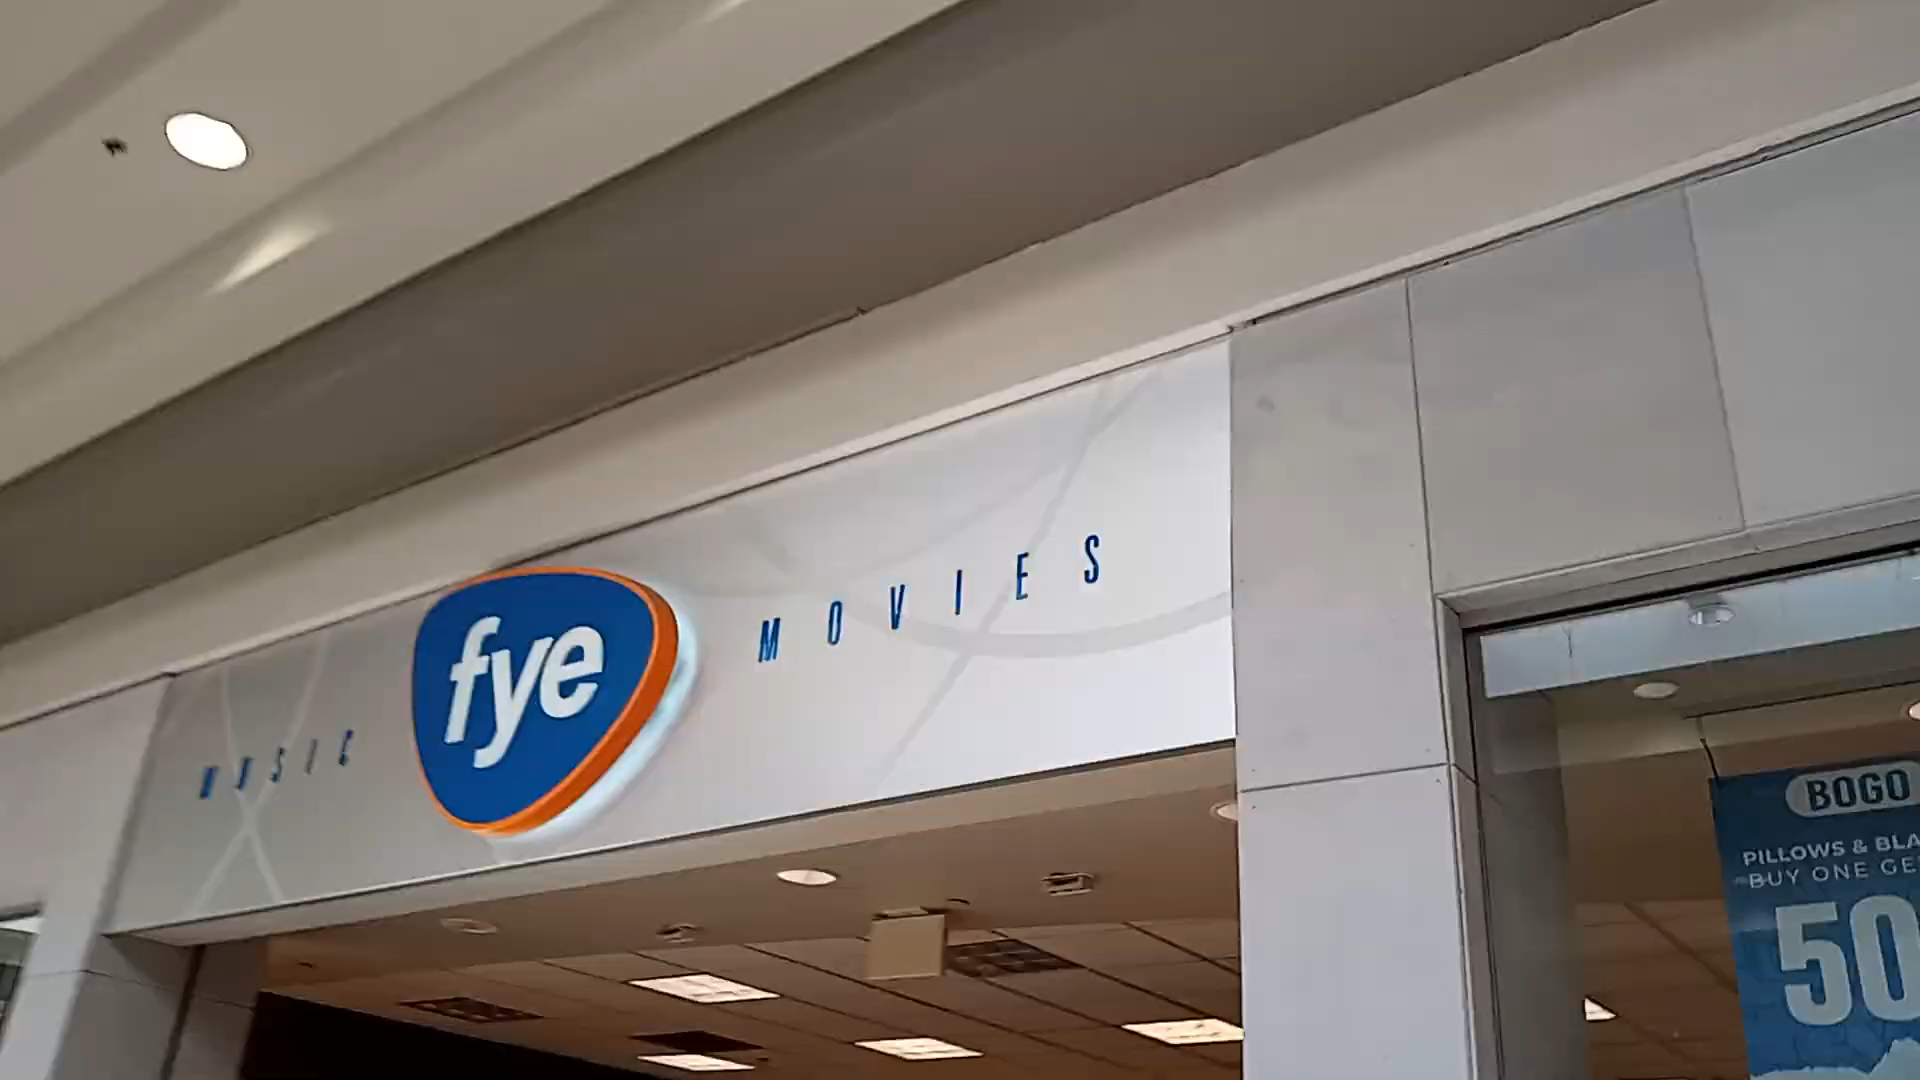 MUSIC
fye
MOVIES
BOGO
PILLOWS & BLA
BUY ONE GE
50